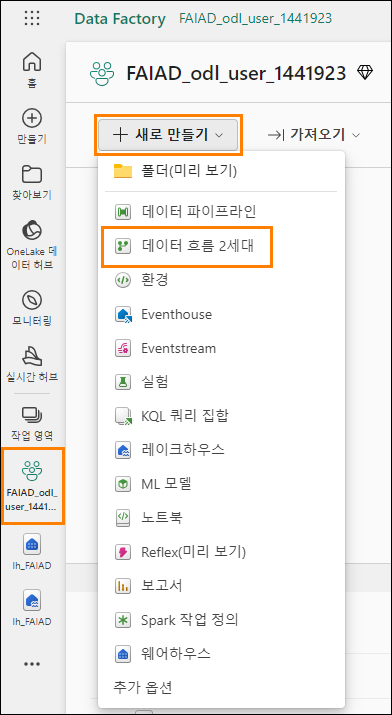 Data Factory FAIAD_odl_user_1441923
홈
만들기
찾아보기
OneLake
데이터 허브
모니터링
실시간 허브
작업 영역
FAIAD_odl_
user_1441...
lh_FAIAD
lh_FAIAD
FAIAD_odl_user_1441923
새로 만들기
가져오기
폴더(미리 보기)
데이터 파이프라인
데이터 흐름 2세대
환경
Eventhouse
Eventstream
실험
KQL 쿼리 집합
레이크하우스
ML 모델
노트북
Reflex(미리 보기)
보고서
Spark 작업 정의
웨어하우스
추가 옵션